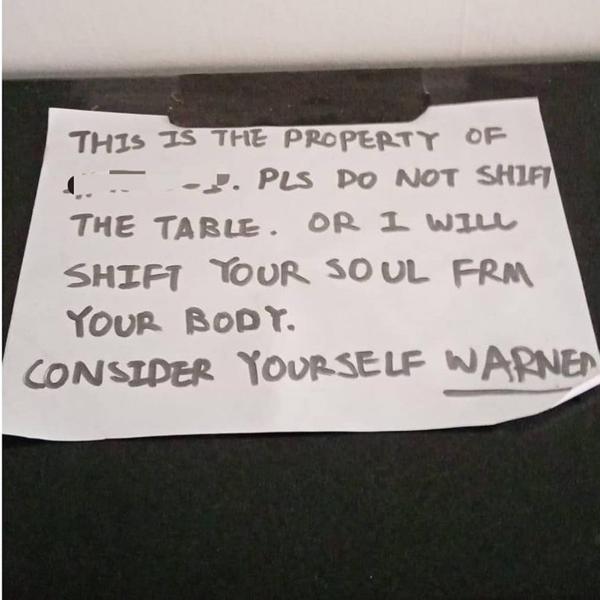 THIS IS THE PROPERTY OF
. PLS DO NOT SHIFT
THE TABLE. OR I WILL
SHIFT YOUR SOUL FRM
YOUR BODY.
CONSIDER YOURSELF WARNED